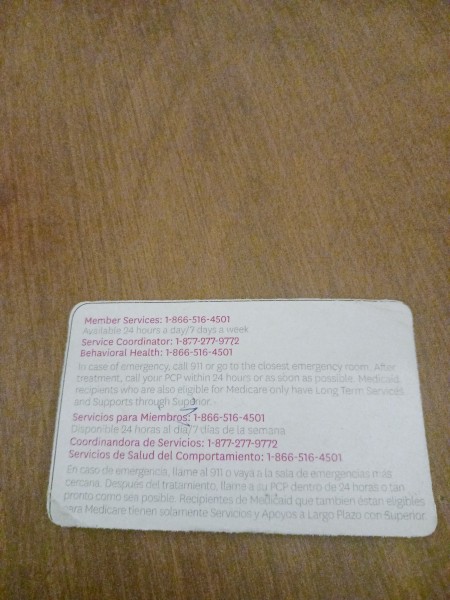 Member Services: 1-866-516-4501
Available 24 hours a day/7 days a week
Service Coordinator: 1-877-277-9772
Behavioral Health: 1-866-516-4501
In case of emergency, call 911 or go to the closest emergency room. After
treatment, call your PCP within 24 hours or as soon as possible. Medicaid
recipients who are also eligible for Medicare only have Long Term Services
and Supports through Superior.
Servicios para Miembros: 1-866-516-4501
Disponible 24 horas al día/7 días de la semana
Coordinandora de Servicios: 1-877-277-9772
Servicios de Salud del Comportamiento: 1-866-516-4501
En caso de emergencia, llame al 911 o vaya a la sala de emergencias más
cercana. Después del tratamiento, llame a su PCP dentro de 24 horas o tan
pronto como sea posible. Recipientes de Medicaid que también están eligibles
para Medicare tienen solamente Servicios y Apoyos a Largo Plazo con Superior.